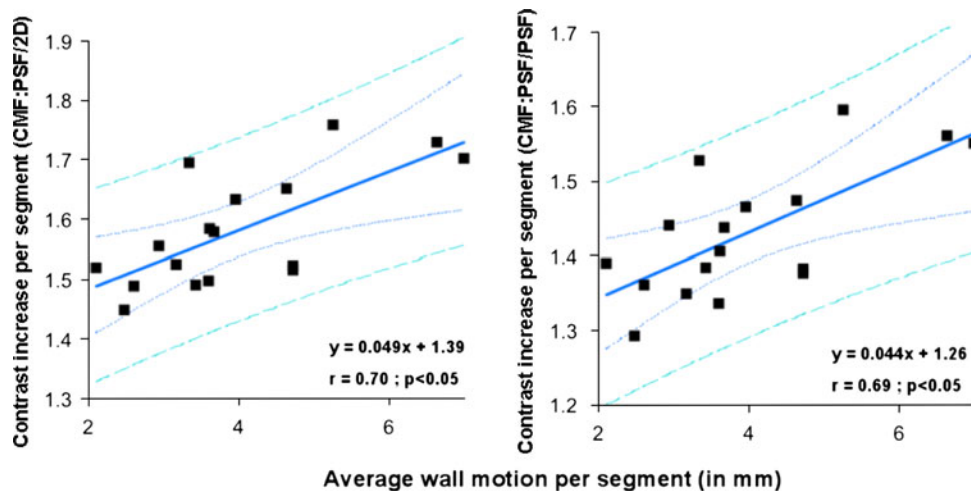 Contrast increase per segment (CMF:PSF/2D)
1.9
1.8
1.7
1.6
1.5
1.4
1.3
2
4
6
y = 0.049x + 1.39
r = 0.70 ; p<0.05
Contrast increase per segment (CMF:PSF/PSF)
1.7
1.6
1.5
1.4
1.3
1.2
2
4
6
y = 0.044x + 1.26
r = 0.69 ; p<0.05
Average wall motion per segment (in mm)